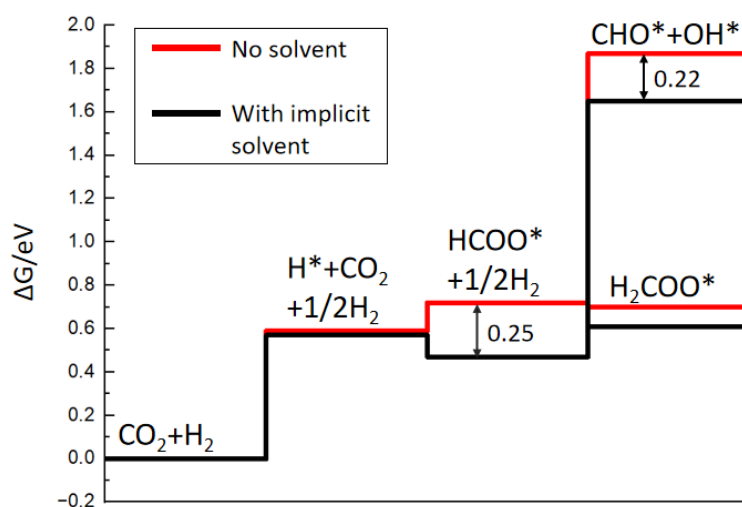 2.0
1.8
1.6
1.4
1.2
1.0
0.8
0.6
0.4
0.2
0.0
−0.2
ΔG/eV
No solvent
With implicit
solvent
CHO*+OH*
0.22
H*+CO₂
+1/2H₂
HCOO*
+1/2H₂
0.25
H₂COO*
CO₂+H₂